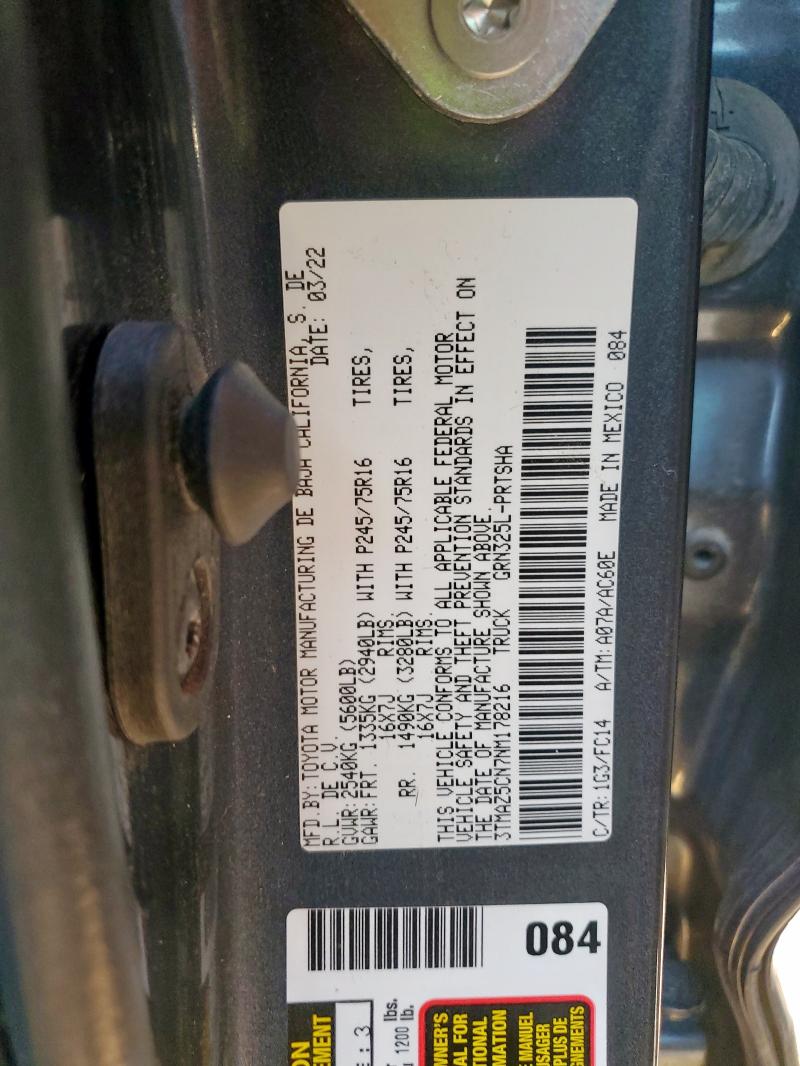 MFD.BY: TOYOTA MOTOR MANUFACTURING DE BAJA CALIFORNIA, S. DE
R.L. DE C.V. DATE: 03/22
GVWR: 2540KG (5600LB)
GAWR: FRT. 1335KG (2940LB) WITH P245/75R16 TIRES,
16X7J RIMS.
RR. 1490KG (3280LB) WITH P245/75R16 TIRES,
16X7J RIMS.
THIS VEHICLE CONFORMS TO ALL APPLICABLE FEDERAL MOTOR
VEHICLE SAFETY AND THEFT PREVENTION STANDARDS IN EFFECT ON
THE DATE OF MANUFACTURE SHOWN ABOVE.
3TMAZ5CN7NM178216 TRUCK GRN325L-PRTSHA
C/TR: 1G3/FC14 A/TM: A07A/AC60E MADE IN MEXICO 084
084
: 3
lbs.
1200 lb.